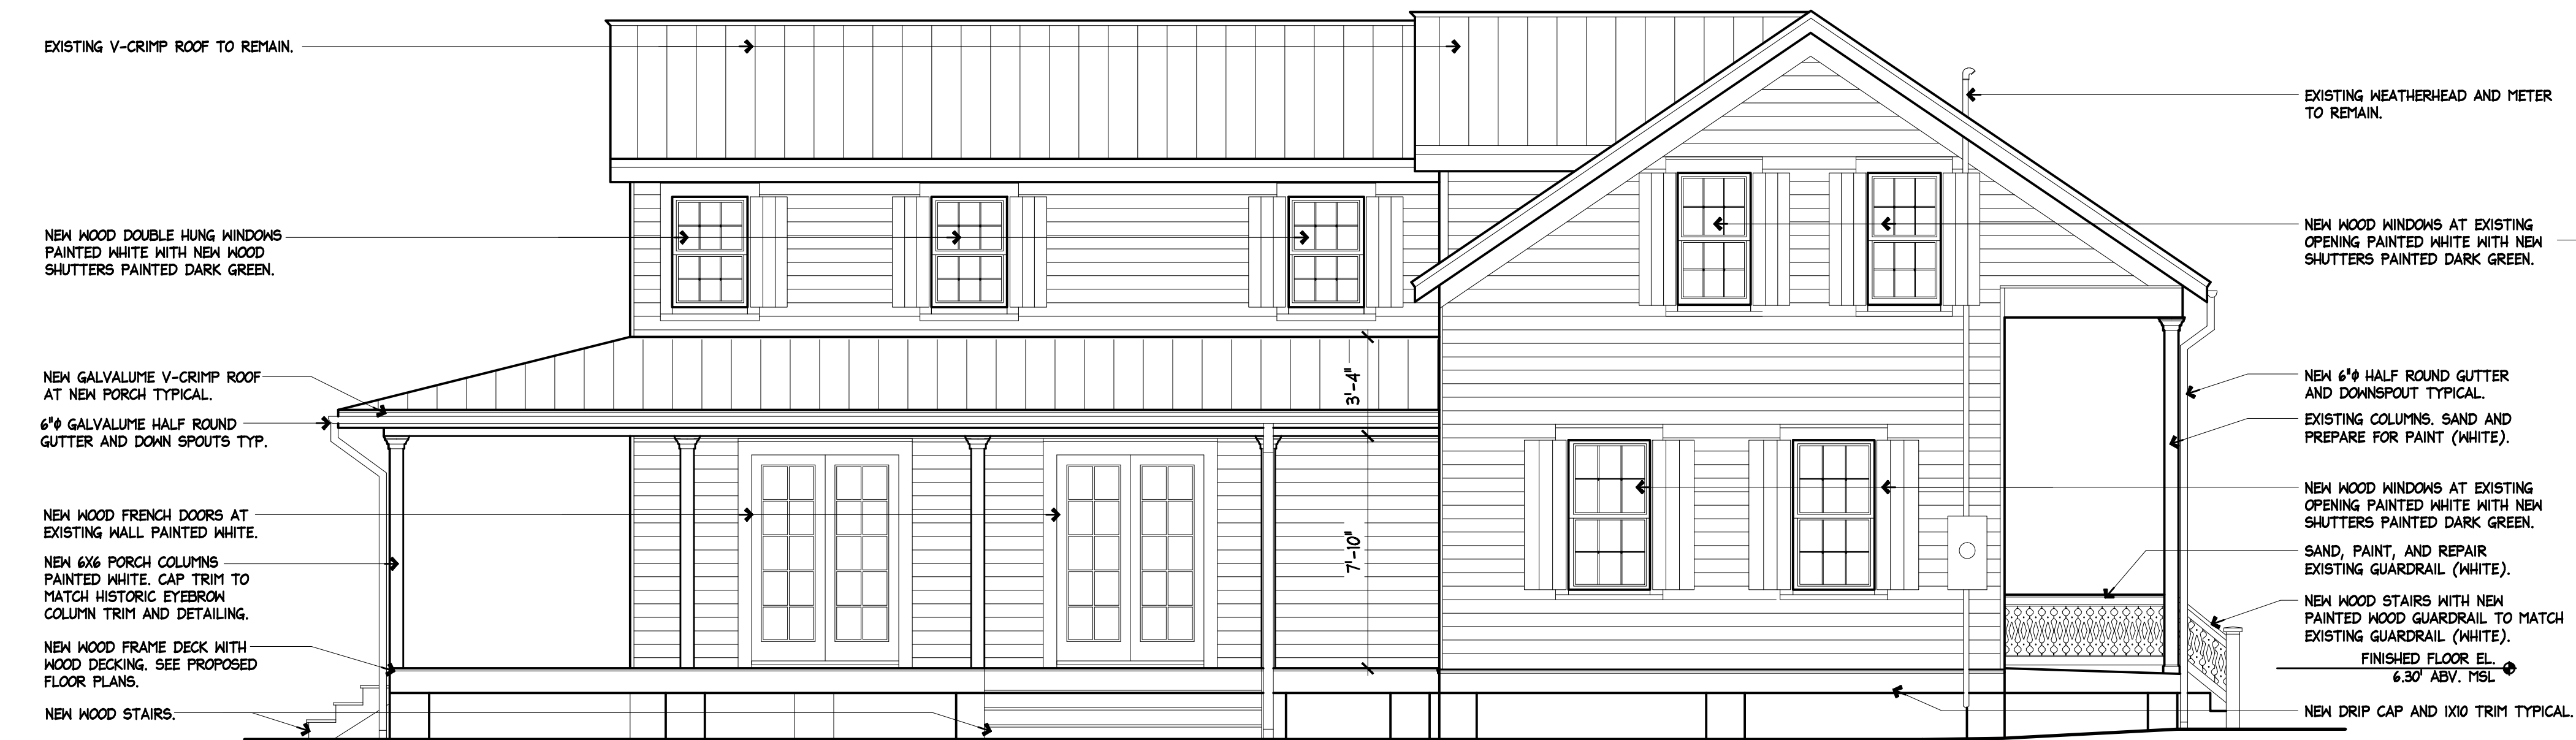 EXISTING V-CRIMP ROOF TO REMAIN.
NEW WOOD DOUBLE HUNG WINDOWS
PAINTED WHITE WITH NEW WOOD
SHUTTERS PAINTED DARK GREEN.
NEW GALVALUME V-CRIMP ROOF
AT NEW PORCH TYPICAL.
6"ϕ GALVALUME HALF ROUND
GUTTER AND DOWN SPOUTS TYP.
NEW WOOD FRENCH DOORS AT
EXISTING WALL PAINTED WHITE.
NEW 6X6 PORCH COLUMNS
PAINTED WHITE. CAP TRIM TO
MATCH HISTORIC EYEBROW
COLUMN TRIM AND DETAILING.
NEW WOOD FRAME DECK WITH
WOOD DECKING. SEE PROPOSED
FLOOR PLANS.
NEW WOOD STAIRS.
3'-4"
7'-10"
EXISTING WEATHERHEAD AND METER
TO REMAIN.
NEW WOOD WINDOWS AT EXISTING
OPENING PAINTED WHITE WITH NEW
SHUTTERS PAINTED DARK GREEN.
NEW 6"ϕ HALF ROUND GUTTER
AND DOWNSPOUT TYPICAL.
EXISTING COLUMNS. SAND AND
PREPARE FOR PAINT (WHITE).
NEW WOOD WINDOWS AT EXISTING
OPENING PAINTED WHITE WITH NEW
SHUTTERS PAINTED DARK GREEN.
SAND, PAINT, AND REPAIR
EXISTING GUARDRAIL (WHITE).
NEW WOOD STAIRS WITH NEW
PAINTED WOOD GUARDRAIL TO MATCH
EXISTING GUARDRAIL (WHITE).
FINISHED FLOOR EL.
6.30' ABV. MSL
NEW DRIP CAP AND 1X10 TRIM TYPICAL.